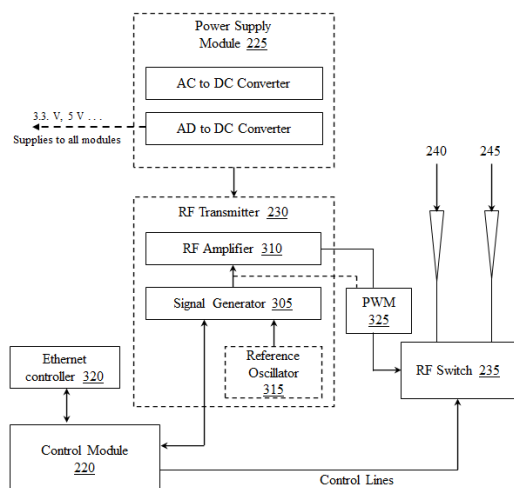 Power Supply
Module 225
AC to DC Converter
AD to DC Converter
3.3. V, 5 V . . .
Supplies to all modules
240
245
RF Transmitter 230
RF Amplifier 310
Signal Generator 305
PWM
325
Reference
Oscillator
315
Ethernet
controller 320
RF Switch 235
Control Module
220
Control Lines